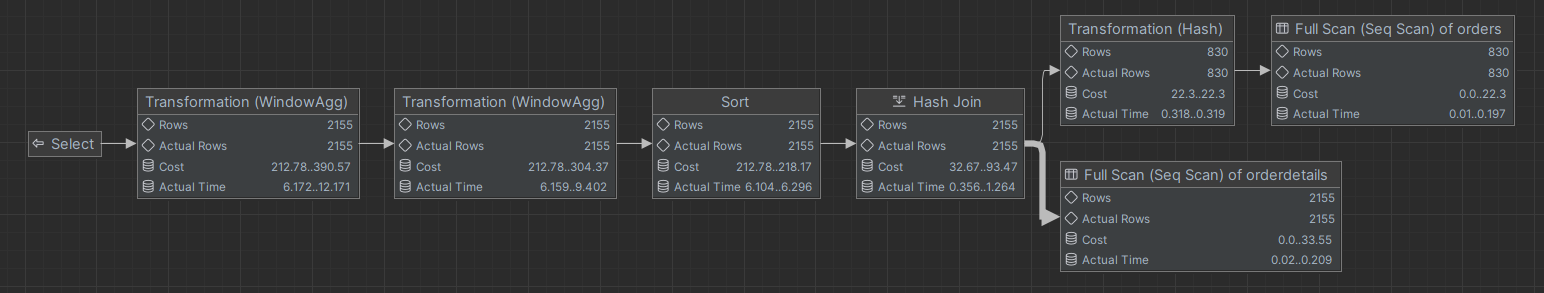 Select
Transformation (WindowAgg)
Rows 2155
Actual Rows 2155
Cost 212.78..390.57
Actual Time 6.172..12.171
Transformation (WindowAgg)
Rows 2155
Actual Rows 2155
Cost 212.78..304.37
Actual Time 6.159..9.402
Sort
Rows 2155
Actual Rows 2155
Cost 212.78..218.17
Actual Time 6.104..6.296
Hash Join
Rows 2155
Actual Rows 2155
Cost 32.67..93.47
Actual Time 0.356..1.264
Transformation (Hash)
Rows 830
Actual Rows 830
Cost 22.3..22.3
Actual Time 0.318..0.319
Full Scan (Seq Scan) of orders
Rows 830
Actual Rows 830
Cost 0.0..22.3
Actual Time 0.01..0.197
Full Scan (Seq Scan) of orderdetails
Rows 2155
Actual Rows 2155
Cost 0.0..33.55
Actual Time 0.02..0.209